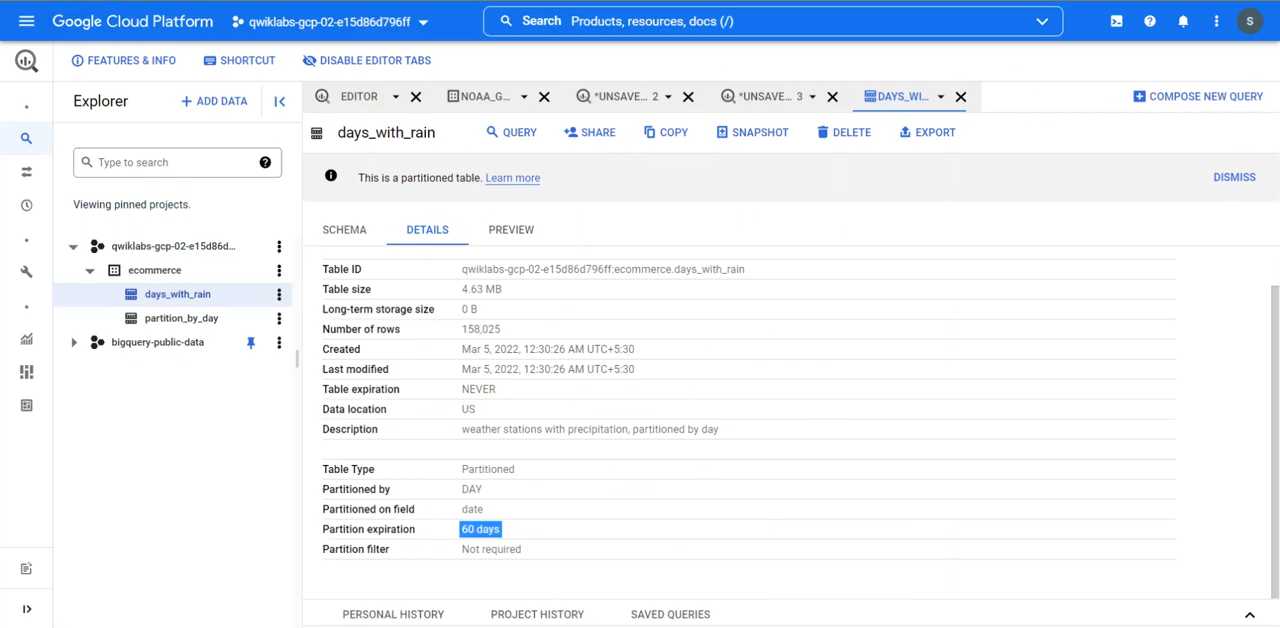 Google Cloud Platform qwiklabs-gcp-02-e15d86d796ff Search Products, resources, docs (/) S
FEATURES & INFO SHORTCUT DISABLE EDITOR TABS
Explorer + ADD DATA
EDITOR NOAA_G... *UNSAVE... 2 *UNSAVE... 3 DAYS_WI... COMPOSE NEW QUERY
days_with_rain QUERY SHARE COPY SNAPSHOT DELETE EXPORT
Type to search
This is a partitioned table. Learn more DISMISS
Viewing pinned projects.
qwiklabs-gcp-02-e15d86d...
ecommerce
days_with_rain
partition_by_day
bigquery-public-data
SCHEMA DETAILS PREVIEW
Table ID qwiklabs-gcp-02-e15d86d796ff:ecommerce.days_with_rain
Table size 4.63 MB
Long-term storage size 0 B
Number of rows 158,025
Created Mar 5, 2022, 12:30:26 AM UTC+5:30
Last modified Mar 5, 2022, 12:30:26 AM UTC+5:30
Table expiration NEVER
Data location US
Description weather stations with precipitation, partitioned by day
Table Type Partitioned
Partitioned by DAY
Partitioned on field date
Partition expiration 60 days
Partition filter Not required
PERSONAL HISTORY PROJECT HISTORY SAVED QUERIES